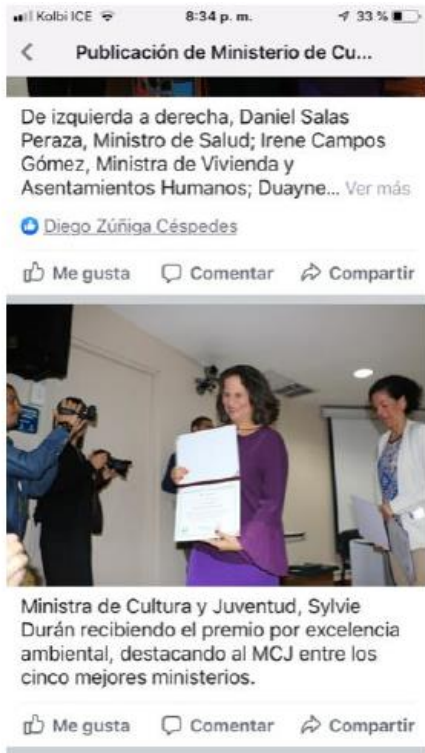 Kolbi ICE 8:34 p. m. 33 %
Publicación de Ministerio de Cu...
De izquierda a derecha, Daniel Salas
Peraza, Ministro de Salud; Irene Campos
Gómez, Ministra de Vivienda y
Asentamientos Humanos; Duayne... Ver más
Diego Zúñiga Céspedes
Me gusta Comentar Compartir
Ministra de Cultura y Juventud, Sylvie
Durán recibiendo el premio por excelencia
ambiental, destacando al MCJ entre los
cinco mejores ministerios.
Me gusta Comentar Compartir